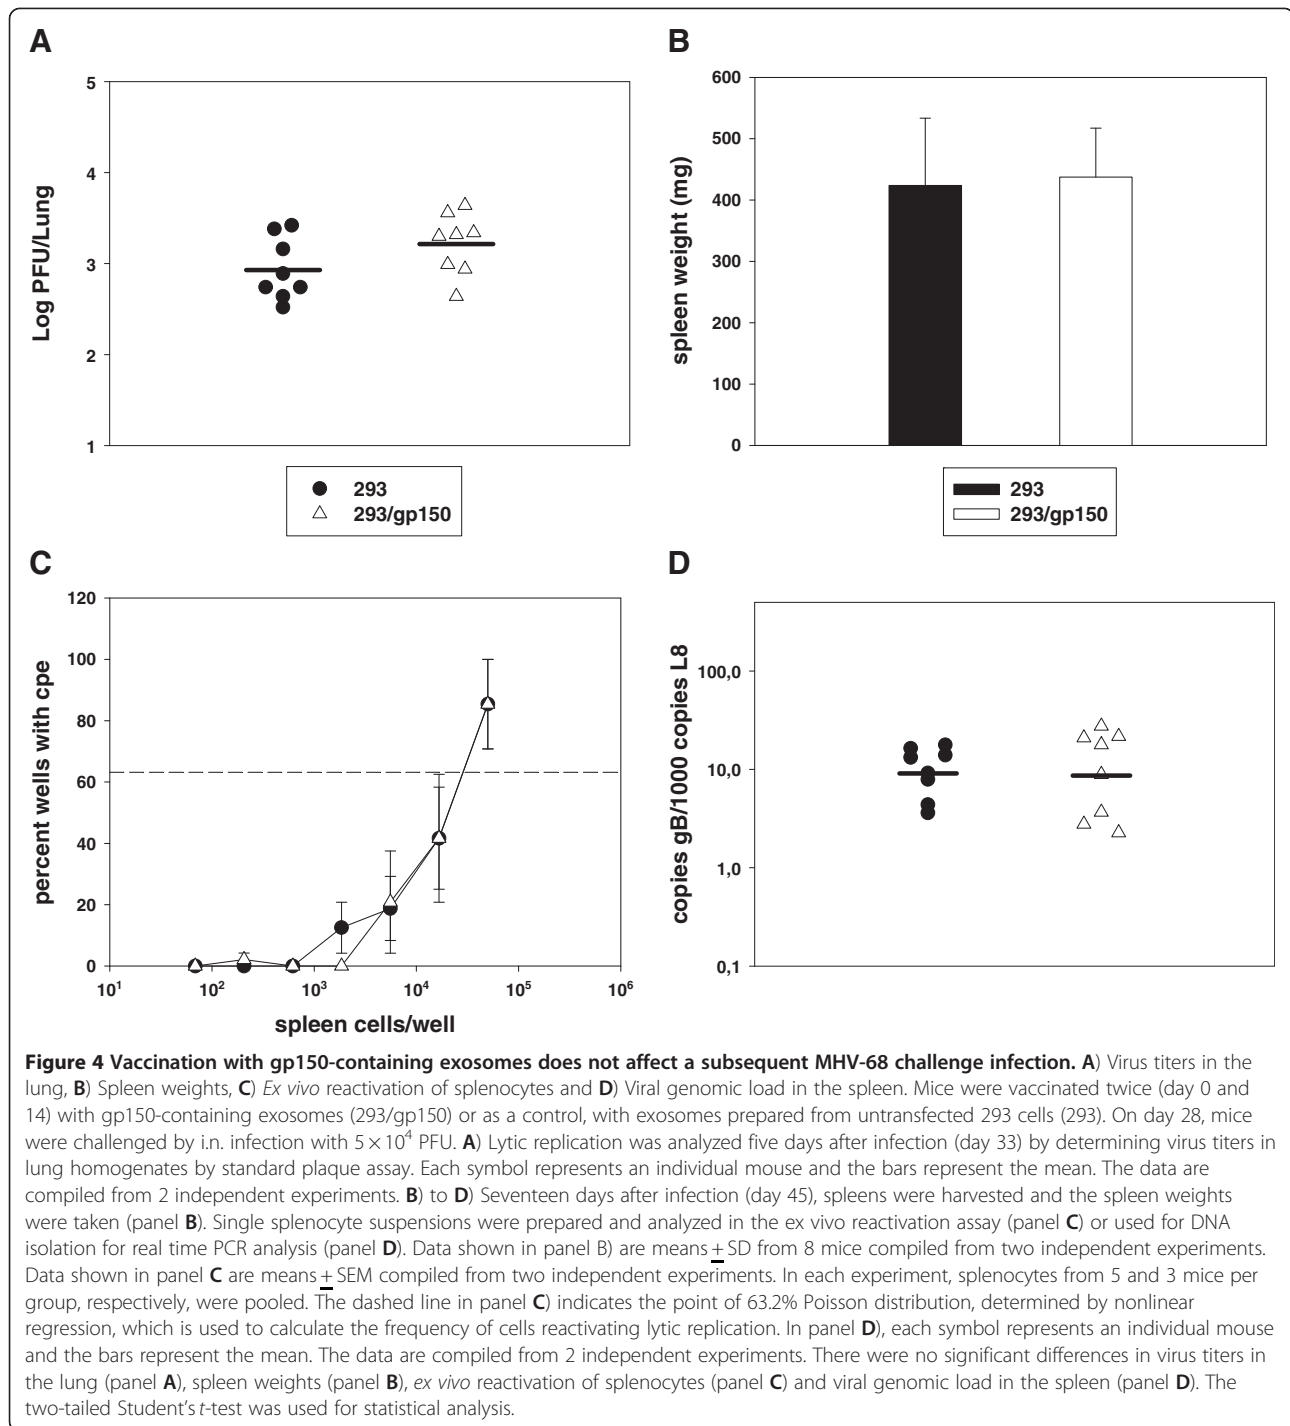 A
5
4
3
2
1
Log PFU/Lung
293
293/gp150
B
600
500
400
300
200
100
0
spleen weight (mg)
293
293/gp150
C
120
100
80
60
40
20
0
percent wells with cpe
10¹ 10² 10³ 10⁴ 10⁵ 10⁶
spleen cells/well
D
100,0
10,0
1,0
0,1
copies gB/1000 copies L8
Figure 4 Vaccination with gp150-containing exosomes does not affect a subsequent MHV-68 challenge infection. A) Virus titers in the
lung, B) Spleen weights, C) Ex vivo reactivation of splenocytes and D) Viral genomic load in the spleen. Mice were vaccinated twice (day 0 and
14) with gp150-containing exosomes (293/gp150) or as a control, with exosomes prepared from untransfected 293 cells (293). On day 28, mice
were challenged by i.n. infection with 5 × 10⁴ PFU. A) Lytic replication was analyzed five days after infection (day 33) by determining virus titers in
lung homogenates by standard plaque assay. Each symbol represents an individual mouse and the bars represent the mean. The data are
compiled from 2 independent experiments. B) to D) Seventeen days after infection (day 45), spleens were harvested and the spleen weights
were taken (panel B). Single splenocyte suspensions were prepared and analyzed in the ex vivo reactivation assay (panel C) or used for DNA
isolation for real time PCR analysis (panel D). Data shown in panel B) are means ± SD from 8 mice compiled from two independent experiments.
Data shown in panel C are means ± SEM compiled from two independent experiments. In each experiment, splenocytes from 5 and 3 mice per
group, respectively, were pooled. The dashed line in panel C) indicates the point of 63.2% Poisson distribution, determined by nonlinear
regression, which is used to calculate the frequency of cells reactivating lytic replication. In panel D), each symbol represents an individual mouse
and the bars represent the mean. The data are compiled from 2 independent experiments. There were no significant differences in virus titers in
the lung (panel A), spleen weights (panel B), ex vivo reactivation of splenocytes (panel C) and viral genomic load in the spleen (panel D). The
two-tailed Student's t-test was used for statistical analysis.